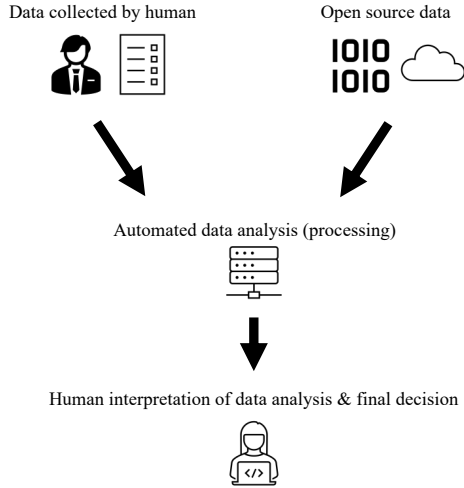 Data collected by human
Open source data
1010
1010
Automated data analysis (processing)
Human interpretation of data analysis & final decision
</>